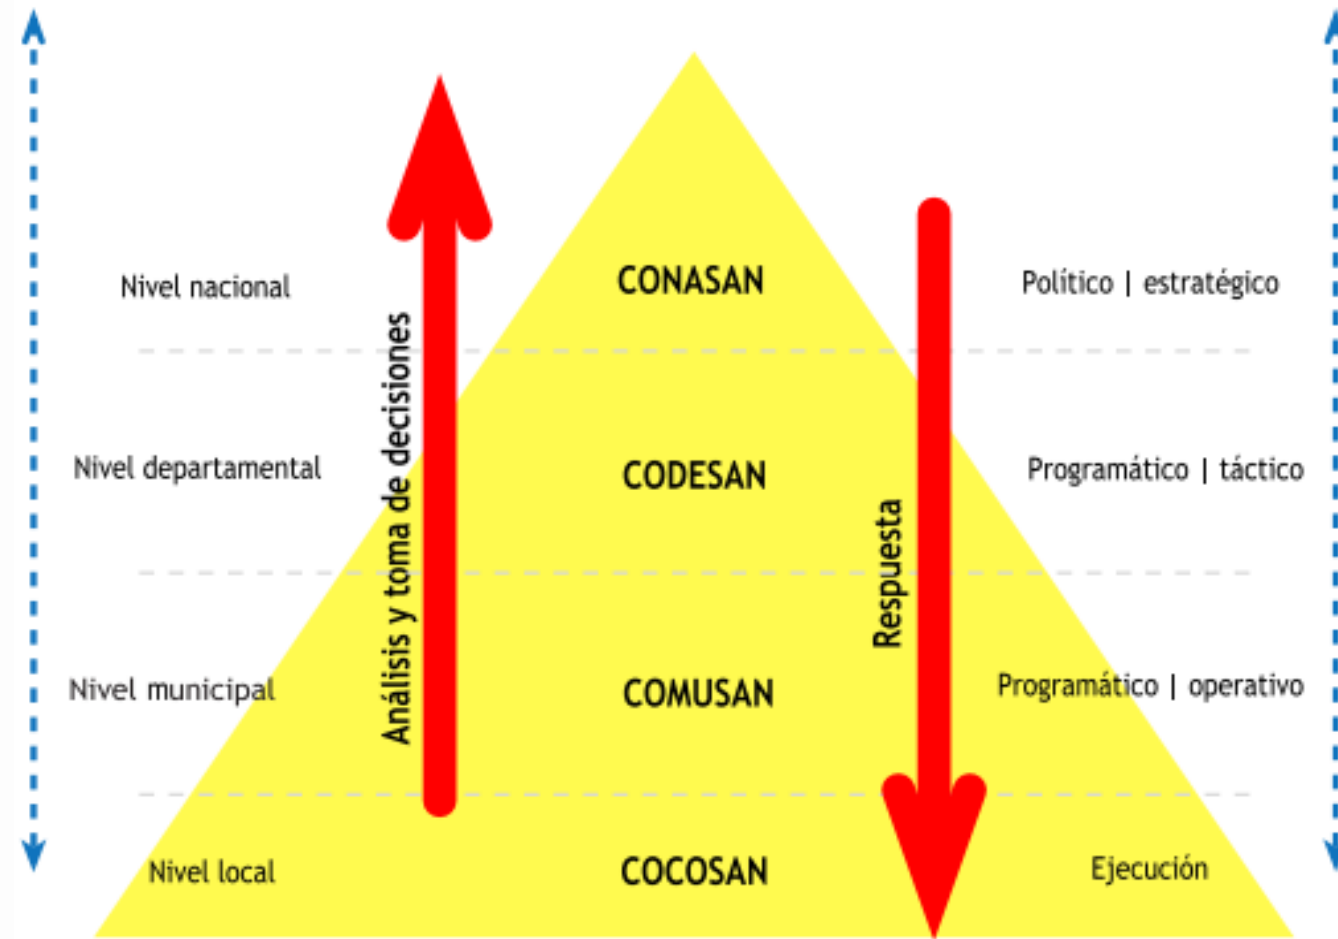 Nivel nacional
CONASAN
Político | estratégico
Análisis y toma de decisiones
Nivel departamental
CODESAN
Programático | táctico
Respuesta
Nivel municipal
COMUSAN
Programático | operativo
Nivel local
COCOSAN
Ejecución